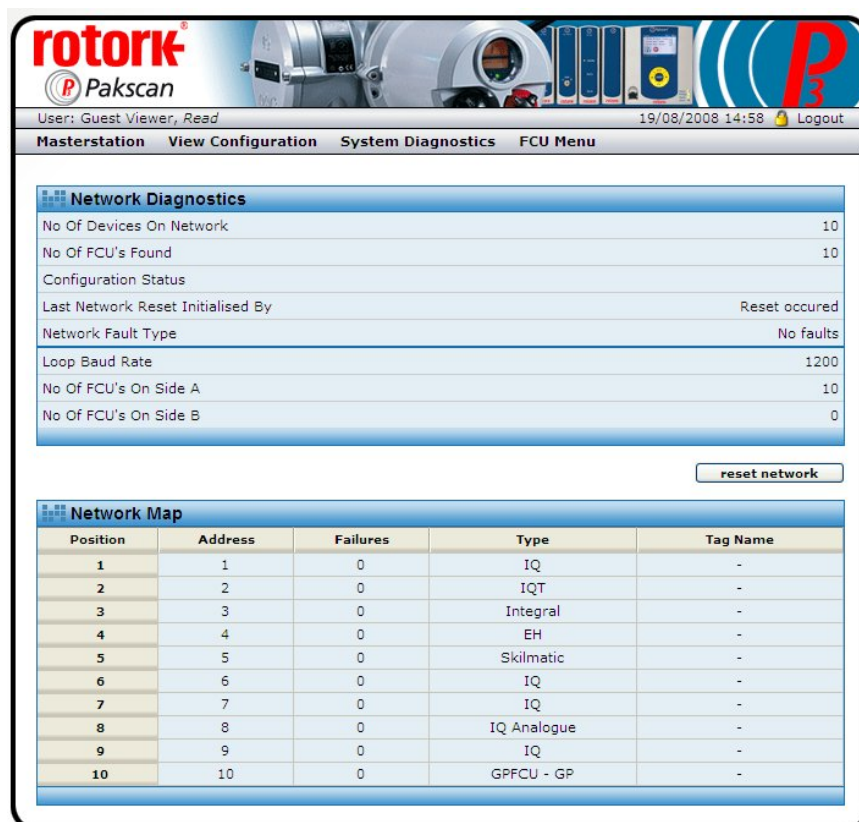 rotork®
P Pakscan
P3
User: Guest Viewer, Read 19/08/2008 14:58 Logout
Masterstation View Configuration System Diagnostics FCU Menu
Network Diagnostics
No Of Devices On Network 10
No Of FCU's Found 10
Configuration Status
Last Network Reset Initialised By Reset occured
Network Fault Type No faults
Loop Baud Rate 1200
No Of FCU's On Side A 10
No Of FCU's On Side B 0
reset network
Network Map
Position Address Failures Type Tag Name
1 1 0 IQ -
2 2 0 IQT -
3 3 0 Integral -
4 4 0 EH -
5 5 0 Skilmatic -
6 6 0 IQ -
7 7 0 IQ -
8 8 0 IQ Analogue -
9 9 0 IQ -
10 10 0 GPFCU - GP -